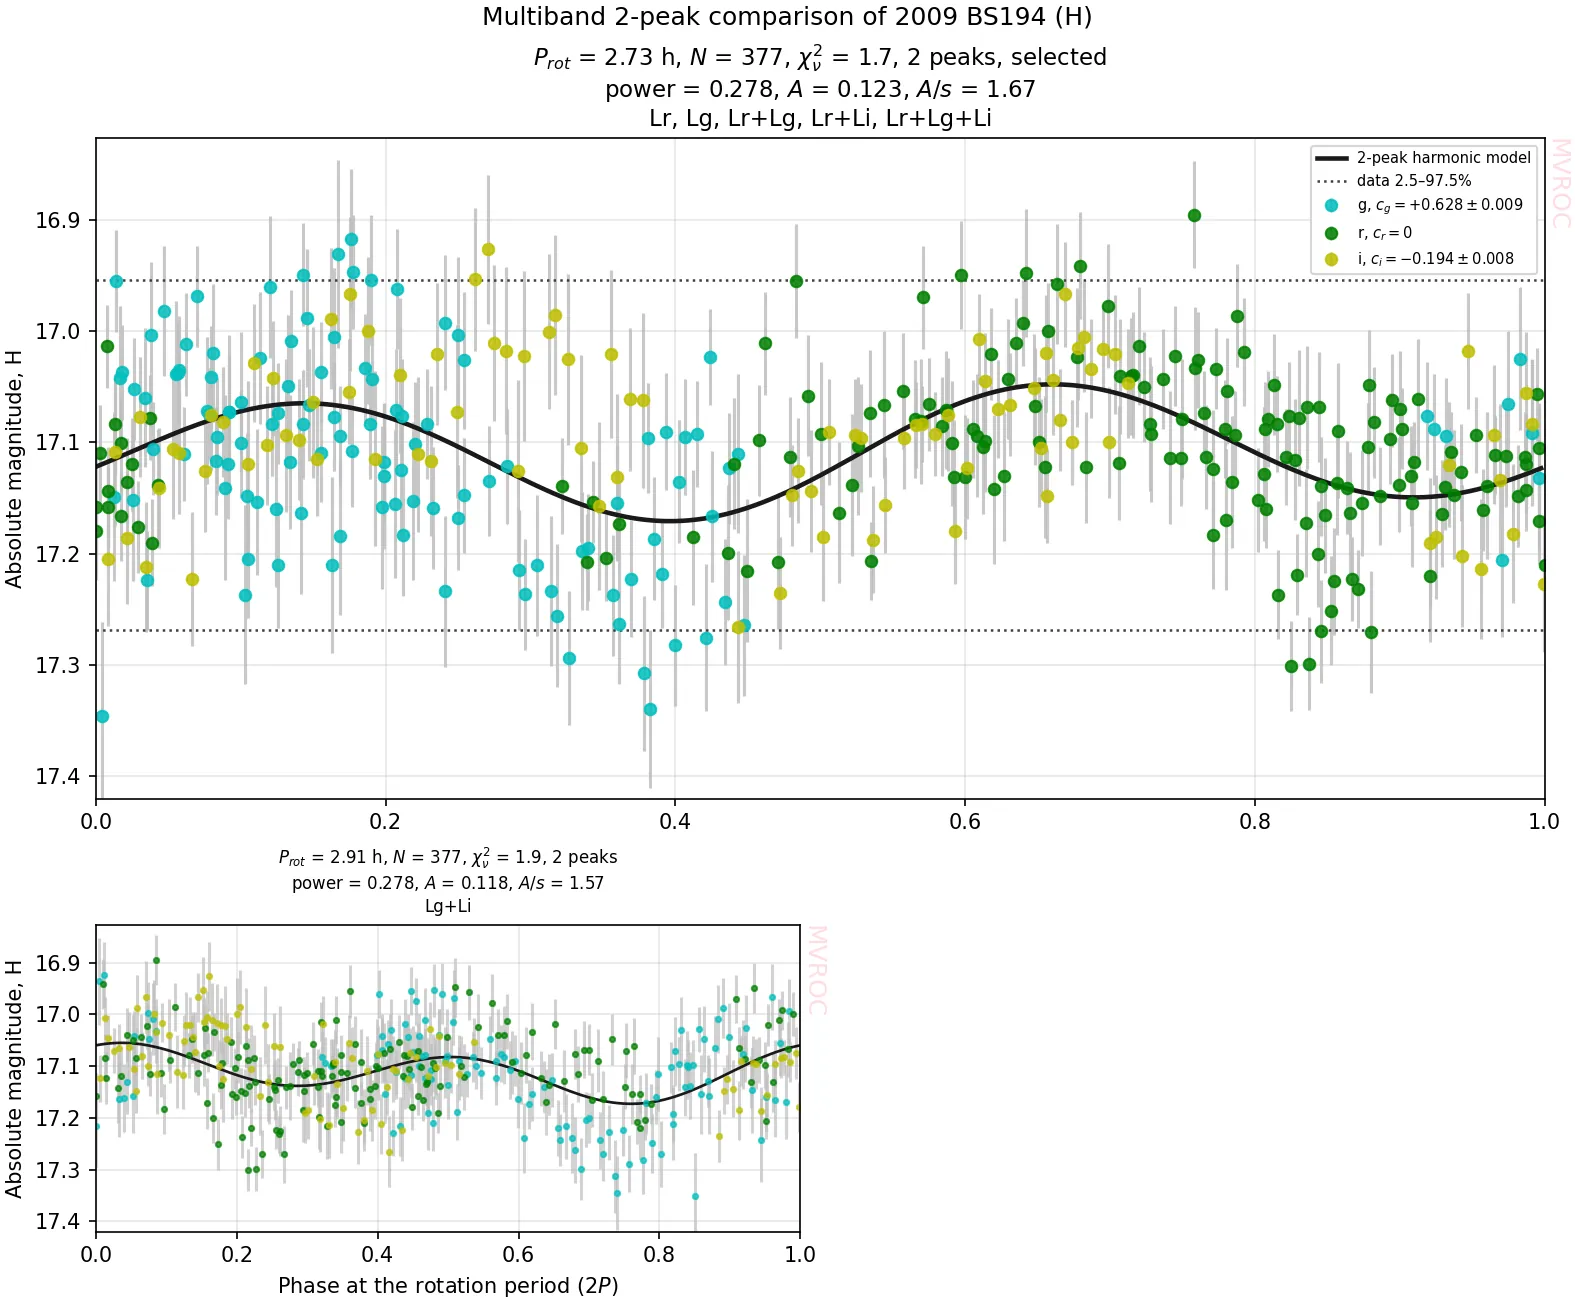 Multiband 2-peak comparison of 2009 BS194 (H)
P_rot = 2.73 h, N = 377, χ²_ν = 1.7, 2 peaks, selected
power = 0.278, A = 0.123, A/s = 1.67
Lr, Lg, Lr+Lg, Lr+Li, Lr+Lg+Li
MVROC
2-peak harmonic model
data 2.5–97.5%
g, c_g = +0.628 ± 0.009
r, c_r = 0
i, c_i = −0.194 ± 0.008
Absolute magnitude, H
16.9
17.0
17.1
17.2
17.3
17.4
0.0 0.2 0.4 0.6 0.8 1.0
P_rot = 2.91 h, N = 377, χ²_ν = 1.9, 2 peaks
power = 0.278, A = 0.118, A/s = 1.57
Lg+Li
MVROC
Absolute magnitude, H
16.9
17.0
17.1
17.2
17.3
17.4
0.0 0.2 0.4 0.6 0.8 1.0
Phase at the rotation period (2P)